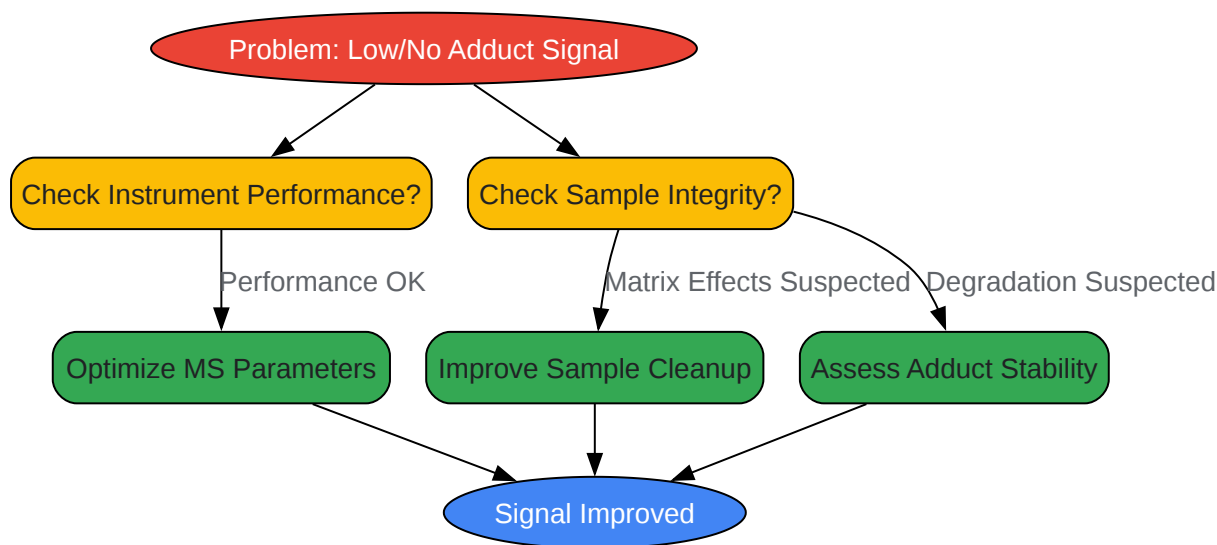 Problem: Low/No Adduct Signal
Check Instrument Performance?
Check Sample Integrity?
Performance OK
Matrix Effects Suspected
Degradation Suspected
Optimize MS Parameters
Improve Sample Cleanup
Assess Adduct Stability
Signal Improved